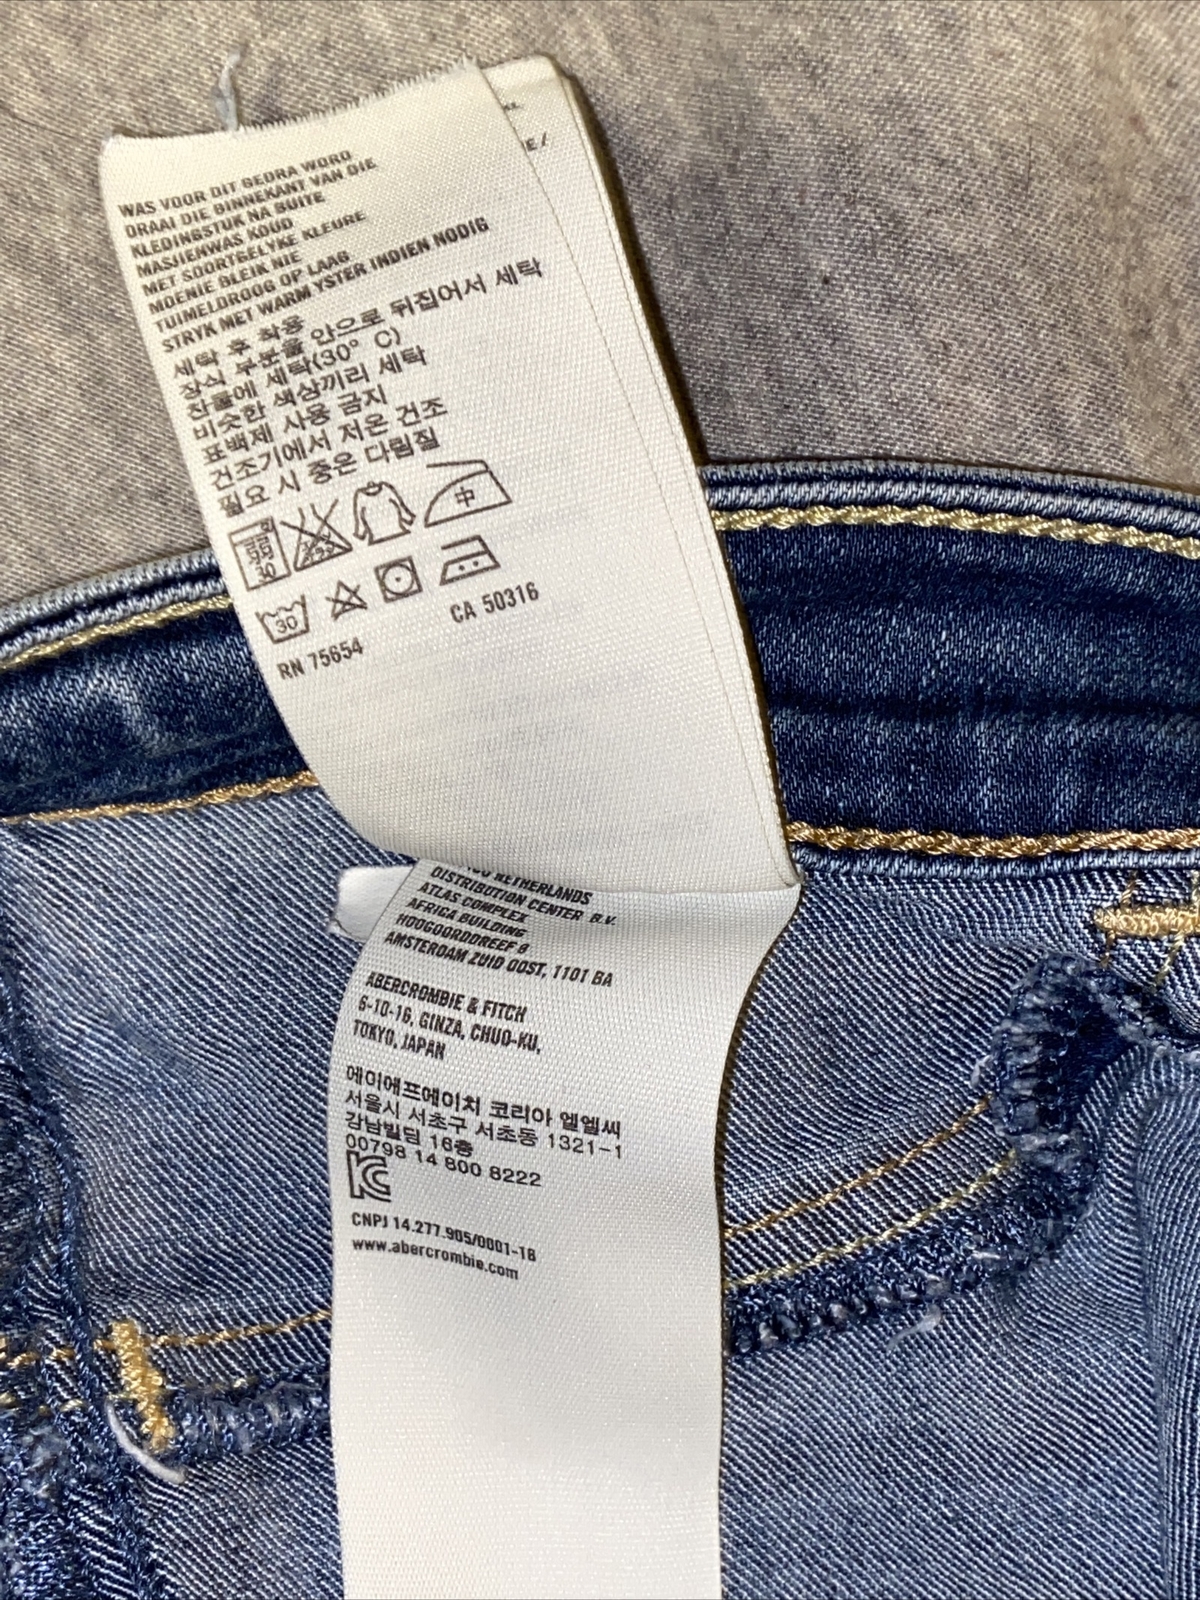 WAS VOOR DIT GEDRA WORD
DRAAI DIE BINNEKANT VAN DIE
KLEDINGSTUK NA BUITE
MASJIENWAS KOUD
MET SOORTGELYKE KLEURE
MOENIE BLEIK NIE
TUIMELDROOG OP LAAG
STRYK MET WARM YSTER INDIEN NODIG
세탁 후 착용
장식 부분을 안으로 뒤집어서 세탁
찬물에 세탁(30° C)
비슷한 색상끼리 세탁
표백제 사용 금지
건조기에서 저온 건조
필요 시 중온 다림질
中
30
30
RN 75654
CA 50316
E /
NETHERLANDS
DISTRIBUTION CENTER B.V.
ATLAS COMPLEX
AFRICA BUILDING
HOOGOORDDREEF 8
AMSTERDAM ZUID OOST, 1101 BA
ABERCROMBIE & FITCH
6-10-16, GINZA, CHUO-KU,
TOKYO, JAPAN
에이에프에이치 코리아 엘엘씨
서울시 서초구 서초동 1321-1
강남빌딩 16층
00798 14 800 8222
KC
CNPJ 14.277.905/0001-18
www.abercrombie.com